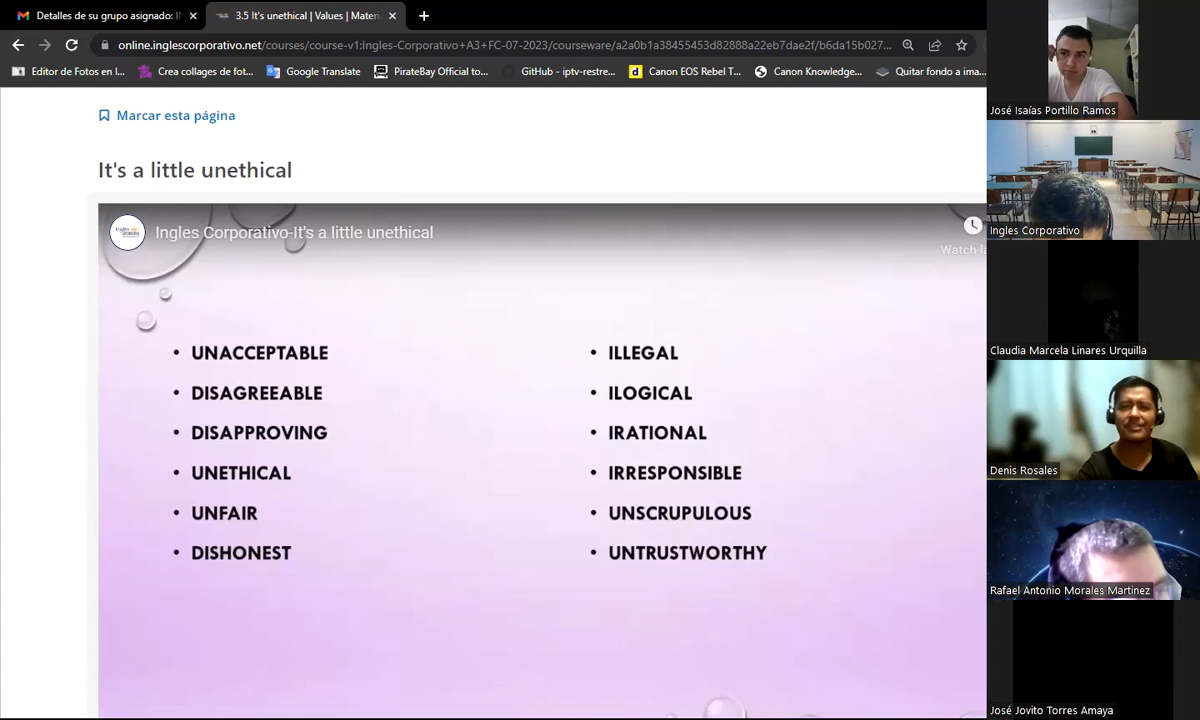 Detalles de su grupo asignado: I
3.5 It's unethical | Values | Mater
online.inglescorporativo.net/courses/course-v1:Ingles-Corporativo+A3+FC-07-2023/courseware/a2a0b1a38455453d82888a22eb7dae2f/b6da15b027...
Editor de Fotos en l...
Crea collages de fot...
Google Translate
PirateBay Official to...
GitHub - iptv-restre...
Canon EOS Rebel T...
Canon Knowledge...
Quitar fondo a ima...
Marcar esta página
It's a little unethical
Ingles Corporativo-It's a little unethical
Watch la
• UNACCEPTABLE
• DISAGREEABLE
• DISAPPROVING
• UNETHICAL
• UNFAIR
• DISHONEST
• ILLEGAL
• ILOGICAL
• IRATIONAL
• IRRESPONSIBLE
• UNSCRUPULOUS
• UNTRUSTWORTHY
José Isaías Portillo Ramos
Ingles Corporativo
Claudia Marcela Linares Urquilla
Denis Rosales
Rafael Antonio Morales Martinez
José Jovito Torres Amaya